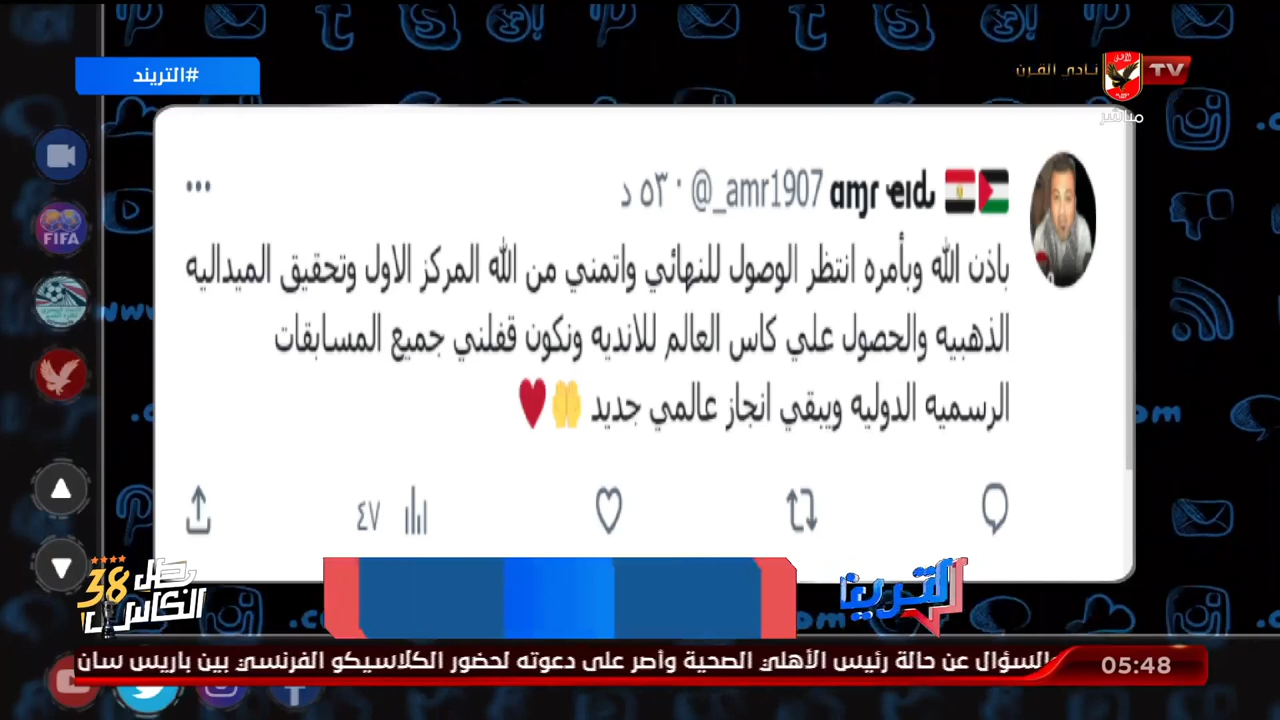 #التريند
نادي القرن
TV
مباشر
amr eid @_amr1907 · ٥٣ د
باذن الله وبأمره انتظر الوصول للنهائي واتمني من الله المركز الاول وتحقيق الميداليه
الذهبيه والحصول علي كاس العالم للانديه ونكون قفلني جميع المسابقات
الرسميه الدوليه ويبقي انجاز عالمي جديد
٤٧
FIFA
التريند
بطل الكاس
38
السؤال عن حالة رئيس الأهلي الصحية وأصر على دعوته لحضور الكلاسيكو الفرنسي بين باريس سان
05:48